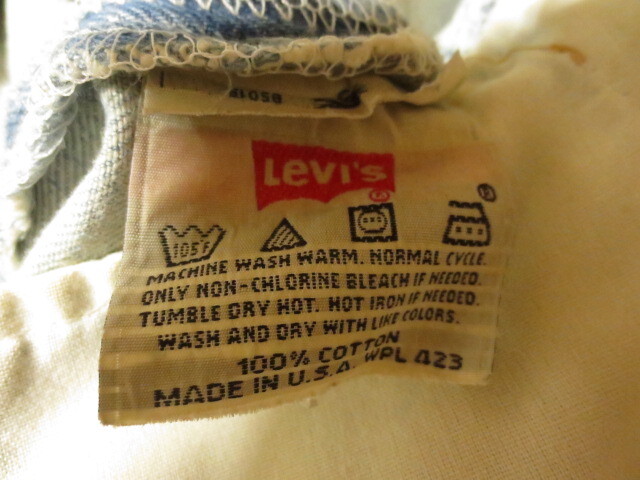 Levi's
®
105°F
MACHINE WASH WARM. NORMAL CYCLE.
ONLY NON-CHLORINE BLEACH IF NEEDED.
TUMBLE DRY HOT. HOT IRON IF NEEDED.
WASH AND DRY WITH LIKE COLORS.
100% COTTON
MADE IN U.S.A. WPL 423